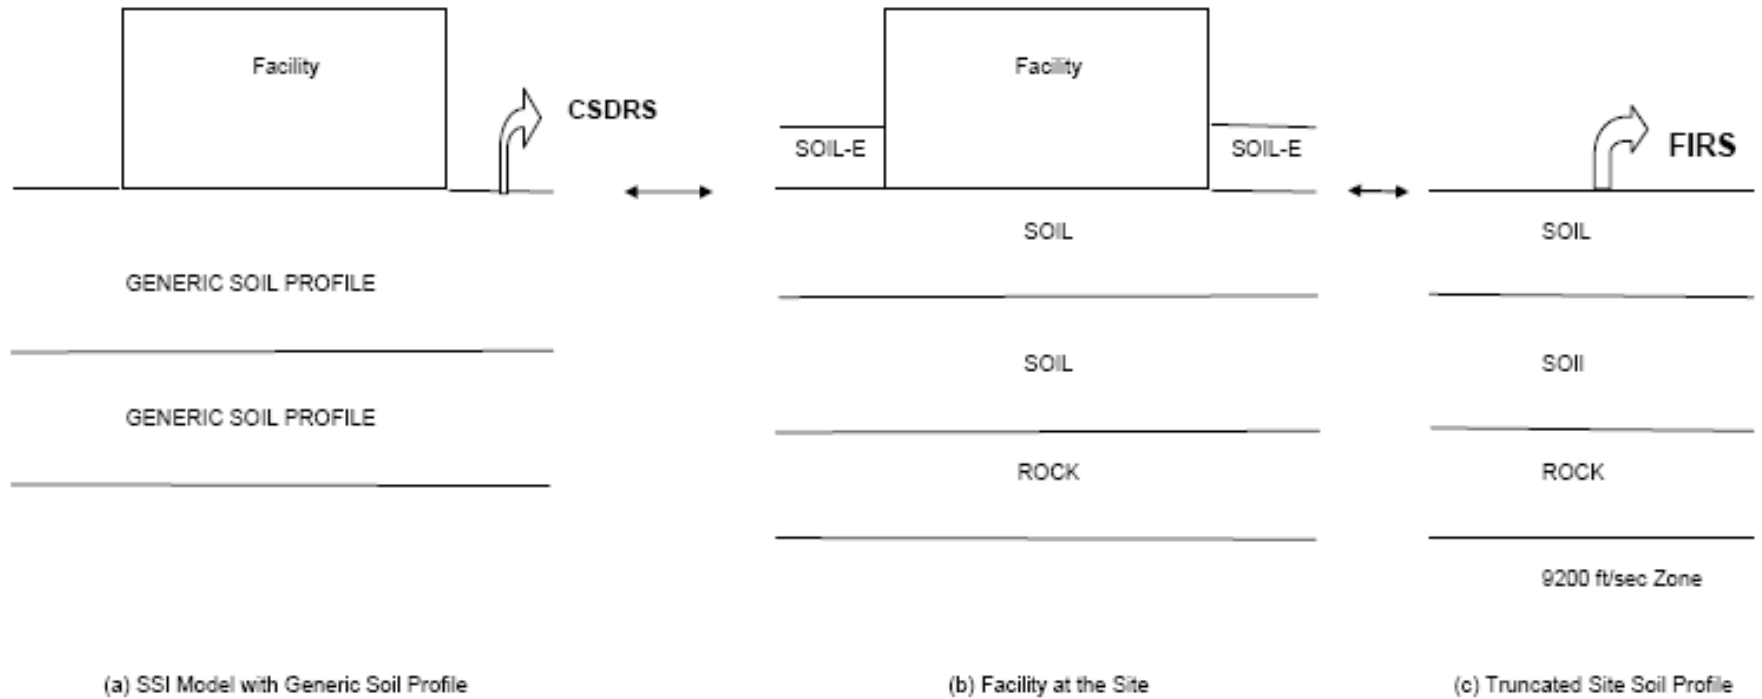 Facility
CSDRS
GENERIC SOIL PROFILE
GENERIC SOIL PROFILE
(a) SSI Model with Generic Soil Profile
Facility
SOIL-E
SOIL-E
SOIL
SOIL
ROCK
(b) Facility at the Site
FIRS
SOIL
SOIl
ROCK
9200 ft/sec Zone
(c) Truncated Site Soil Profile